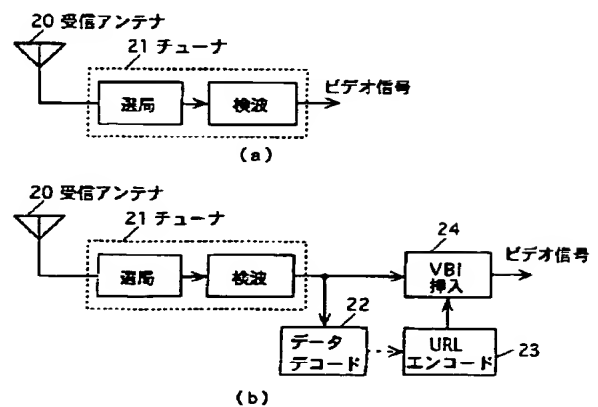 20 受信アンテナ
21 チューナ
選局
検波
ビデオ信号
(a)
20 受信アンテナ
21 チューナ
選局
検波
24
VBI
挿入
ビデオ信号
22
データ
デコード
URL
エンコード
23
(b)